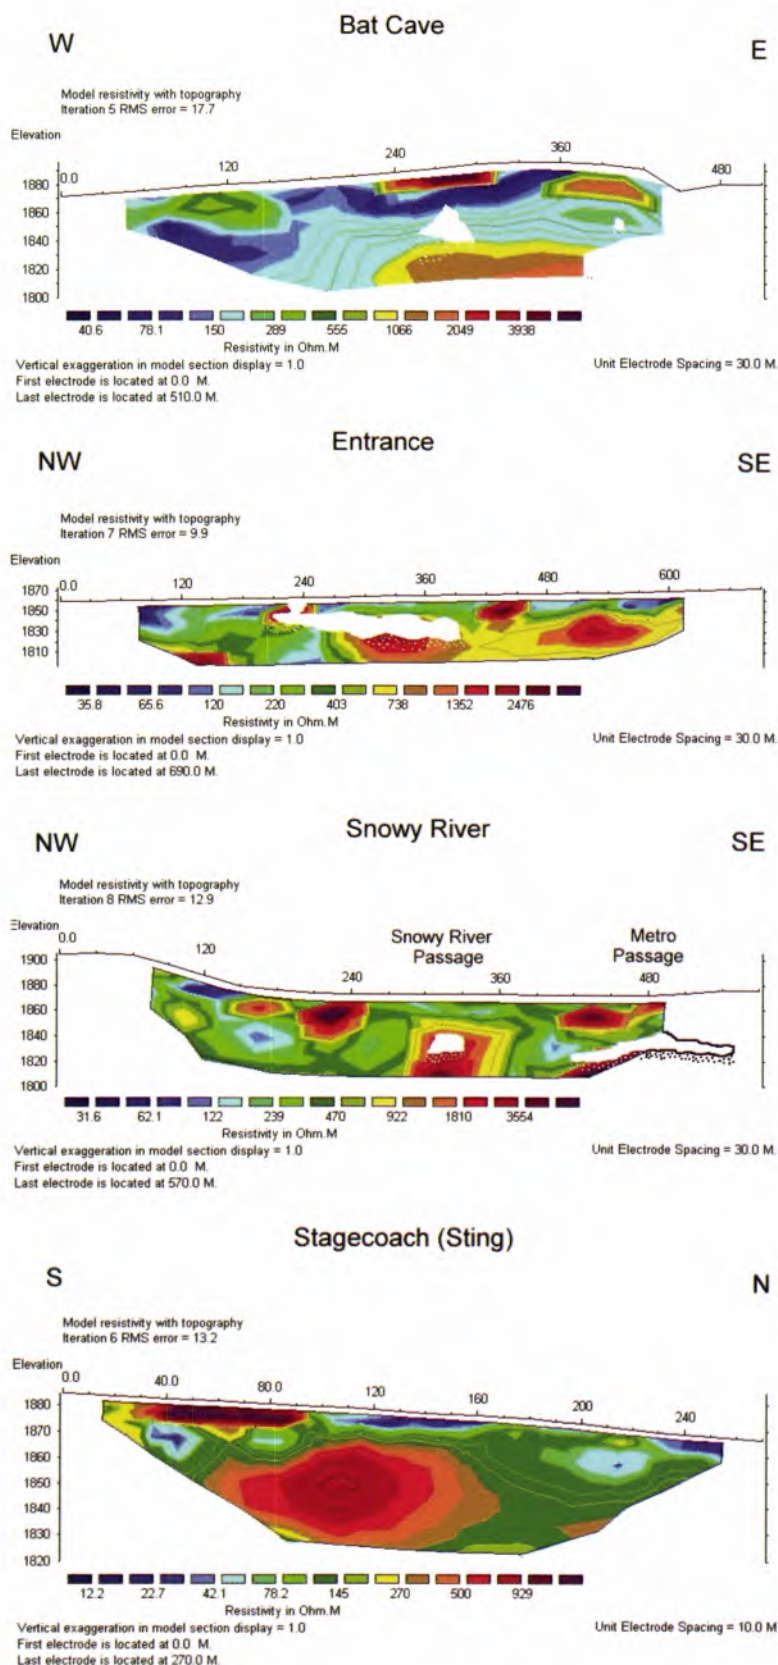 Bat Cave
W E
Model resistivity with topography
Iteration 5 RMS error = 17.7
Elevation
0.0 120 240 360 480
1880
1860
1840
1820
1800
40.6 78.1 150 289 555 1066 2049 3938
Resistivity in Ohm.M
Vertical exaggeration in model section display = 1.0 Unit Electrode Spacing = 30.0 M.
First electrode is located at 0.0 M.
Last electrode is located at 510.0 M.
Entrance
NW SE
Model resistivity with topography
Iteration 7 RMS error = 9.9
Elevation
0.0 120 240 360 480 600
1870
1850
1830
1810
35.8 65.6 120 220 403 738 1352 2476
Resistivity in Ohm.M
Vertical exaggeration in model section display = 1.0 Unit Electrode Spacing = 30.0 M.
First electrode is located at 0.0 M.
Last electrode is located at 690.0 M.
Snowy River
NW SE
Model resistivity with topography
Iteration 8 RMS error = 12.9
Elevation
0.0 120 240 360 480
Snowy River Passage
Metro Passage
1900
1880
1860
1840
1820
1800
31.6 62.1 122 239 470 922 1810 3554
Resistivity in Ohm.M
Vertical exaggeration in model section display = 1.0 Unit Electrode Spacing = 30.0 M.
First electrode is located at 0.0 M.
Last electrode is located at 570.0 M.
Stagecoach (Sting)
S N
Model resistivity with topography
Iteration 6 RMS error = 13.2
Elevation
0.0 40.0 80.0 120 160 200 240
1880
1870
1860
1850
1840
1830
1820
12.2 22.7 42.1 78.2 145 270 500 929
Resistivity in Ohm.M
Vertical exaggeration in model section display = 1.0 Unit Electrode Spacing = 10.0 M.
First electrode is located at 0.0 M.
Last electrode is located at 270.0 M.